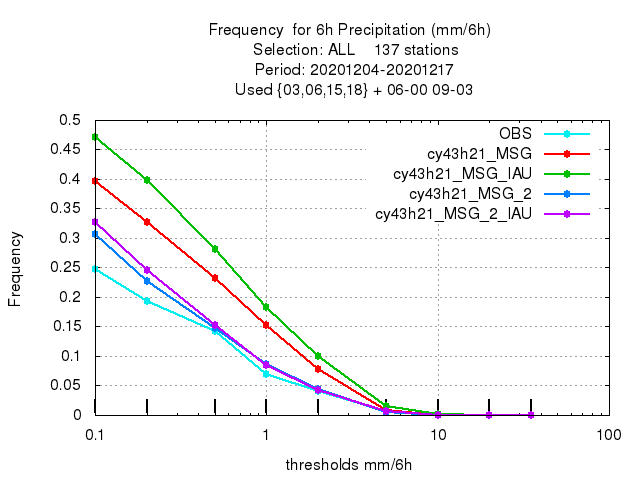 Frequency for 6h Precipitation (mm/6h)
Selection: ALL 137 stations
Period: 20201204-20201217
Used {03,06,15,18} + 06-00 09-03
OBS
cy43h21_MSG
cy43h21_MSG_IAU
cy43h21_MSG_2
cy43h21_MSG_2_IAU
Frequency
0.5
0.45
0.4
0.35
0.3
0.25
0.2
0.15
0.1
0.05
0
0.1 1 10 100
thresholds mm/6h